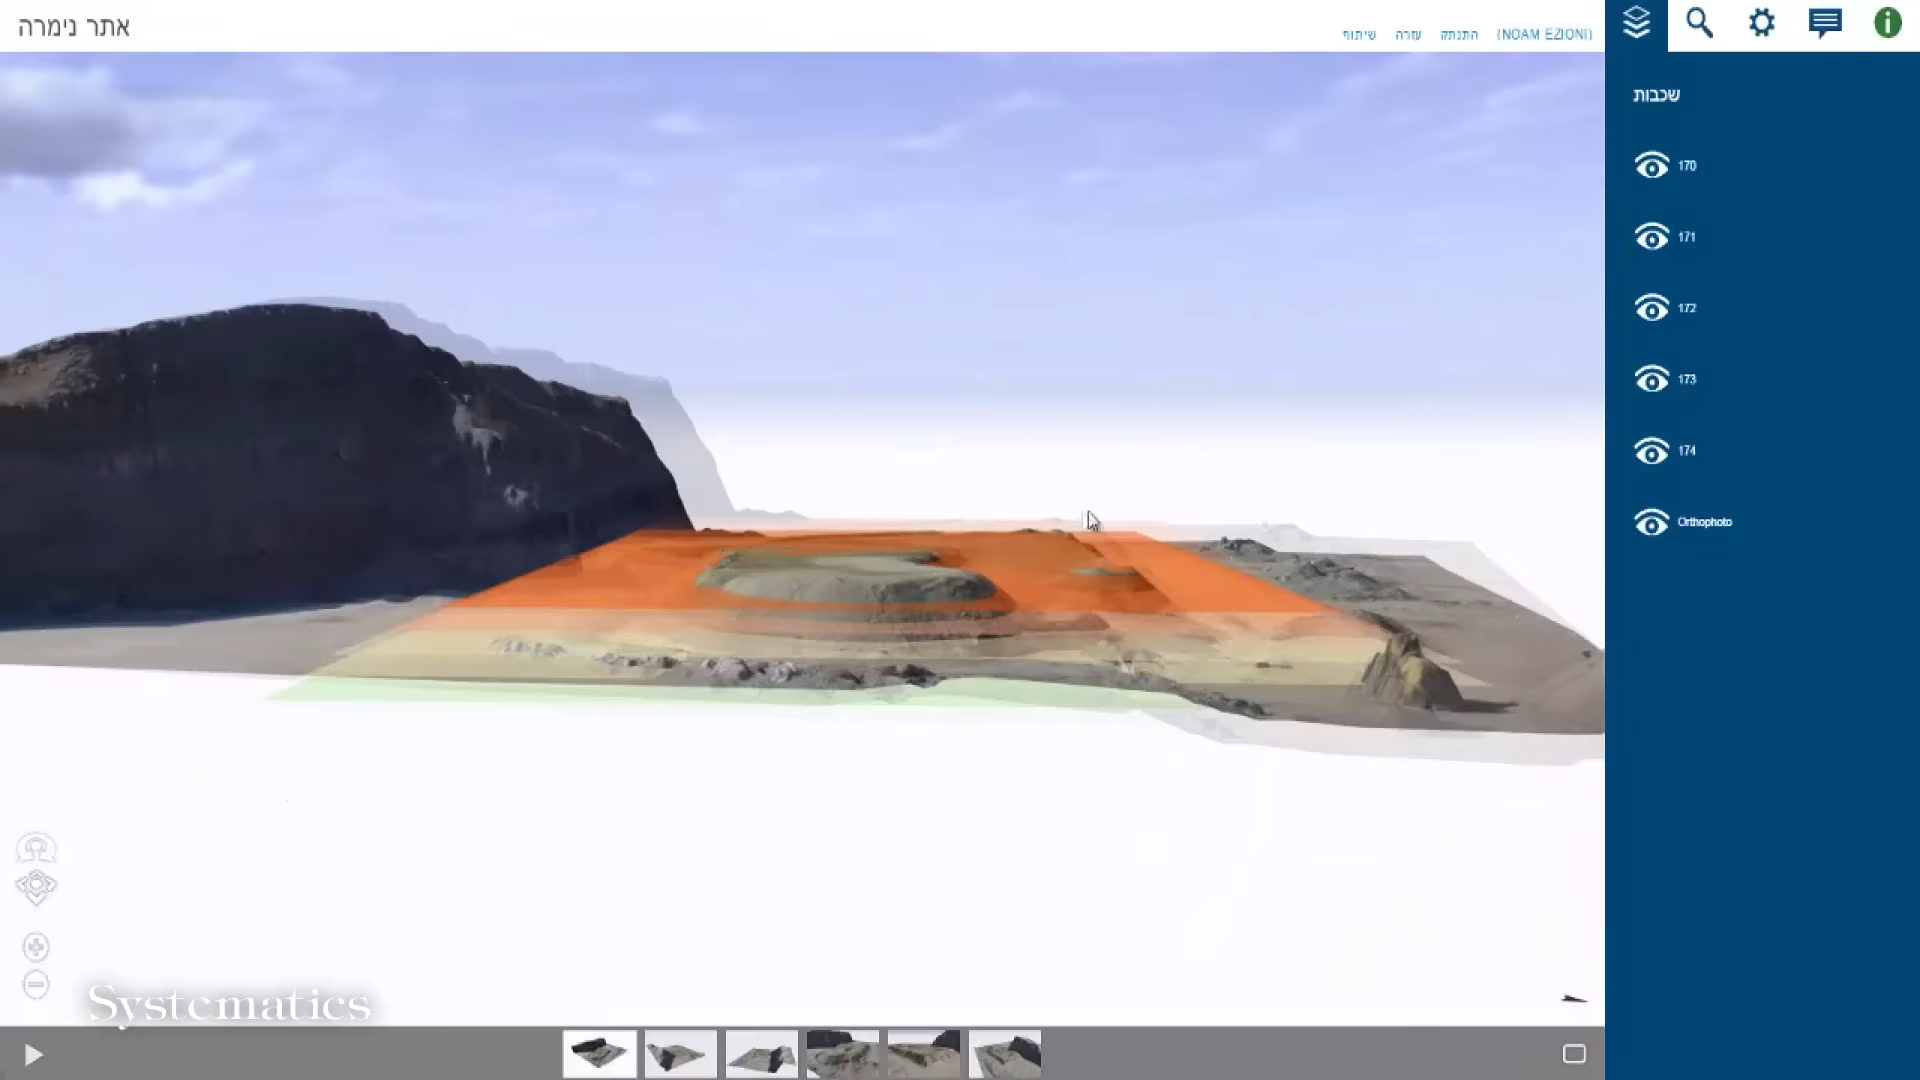 אתר נימרה
שיתוף עזרה התנתק (NOAM EZIONI)
שכבות
170
171
172
173
174
Orthophoto
Systematics